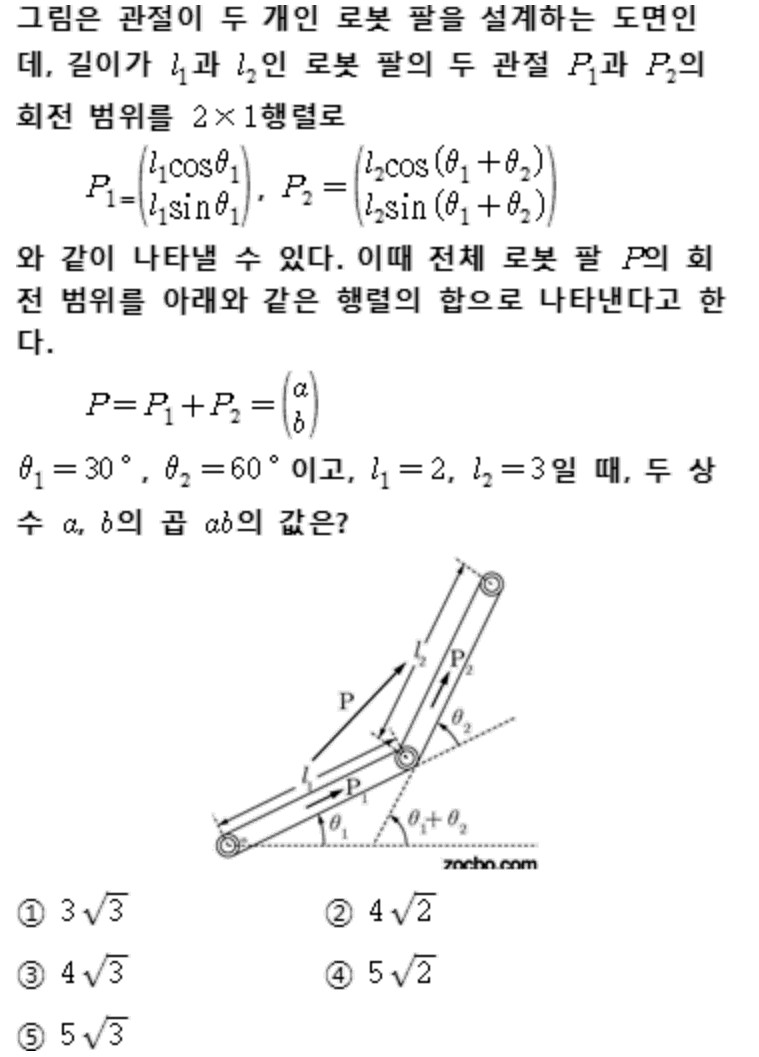 그림은 관절이 두 개인 로봇 팔을 설계하는 도면인
데, 길이가 l₁과 l₂인 로봇 팔의 두 관절 P₁과 P₂의
회전 범위를 2×1행렬로
P₁=(l₁cosθ₁ l₁sinθ₁), P₂=(l₂cos(θ₁+θ₂) l₂sin(θ₁+θ₂))
와 같이 나타낼 수 있다. 이때 전체 로봇 팔 P의 회
전 범위를 아래와 같은 행렬의 합으로 나타낸다고 한
다.
P=P₁+P₂=(a b)
θ₁=30°, θ₂=60°이고, l₁=2, l₂=3일 때, 두 상
수 a, b의 곱 ab의 값은?
l₂
P₂
P
θ₂
l₁
P₁
θ₁
θ₁+θ₂
zocbo.com
① 3√3 ② 4√2
③ 4√3 ④ 5√2
⑤ 5√3